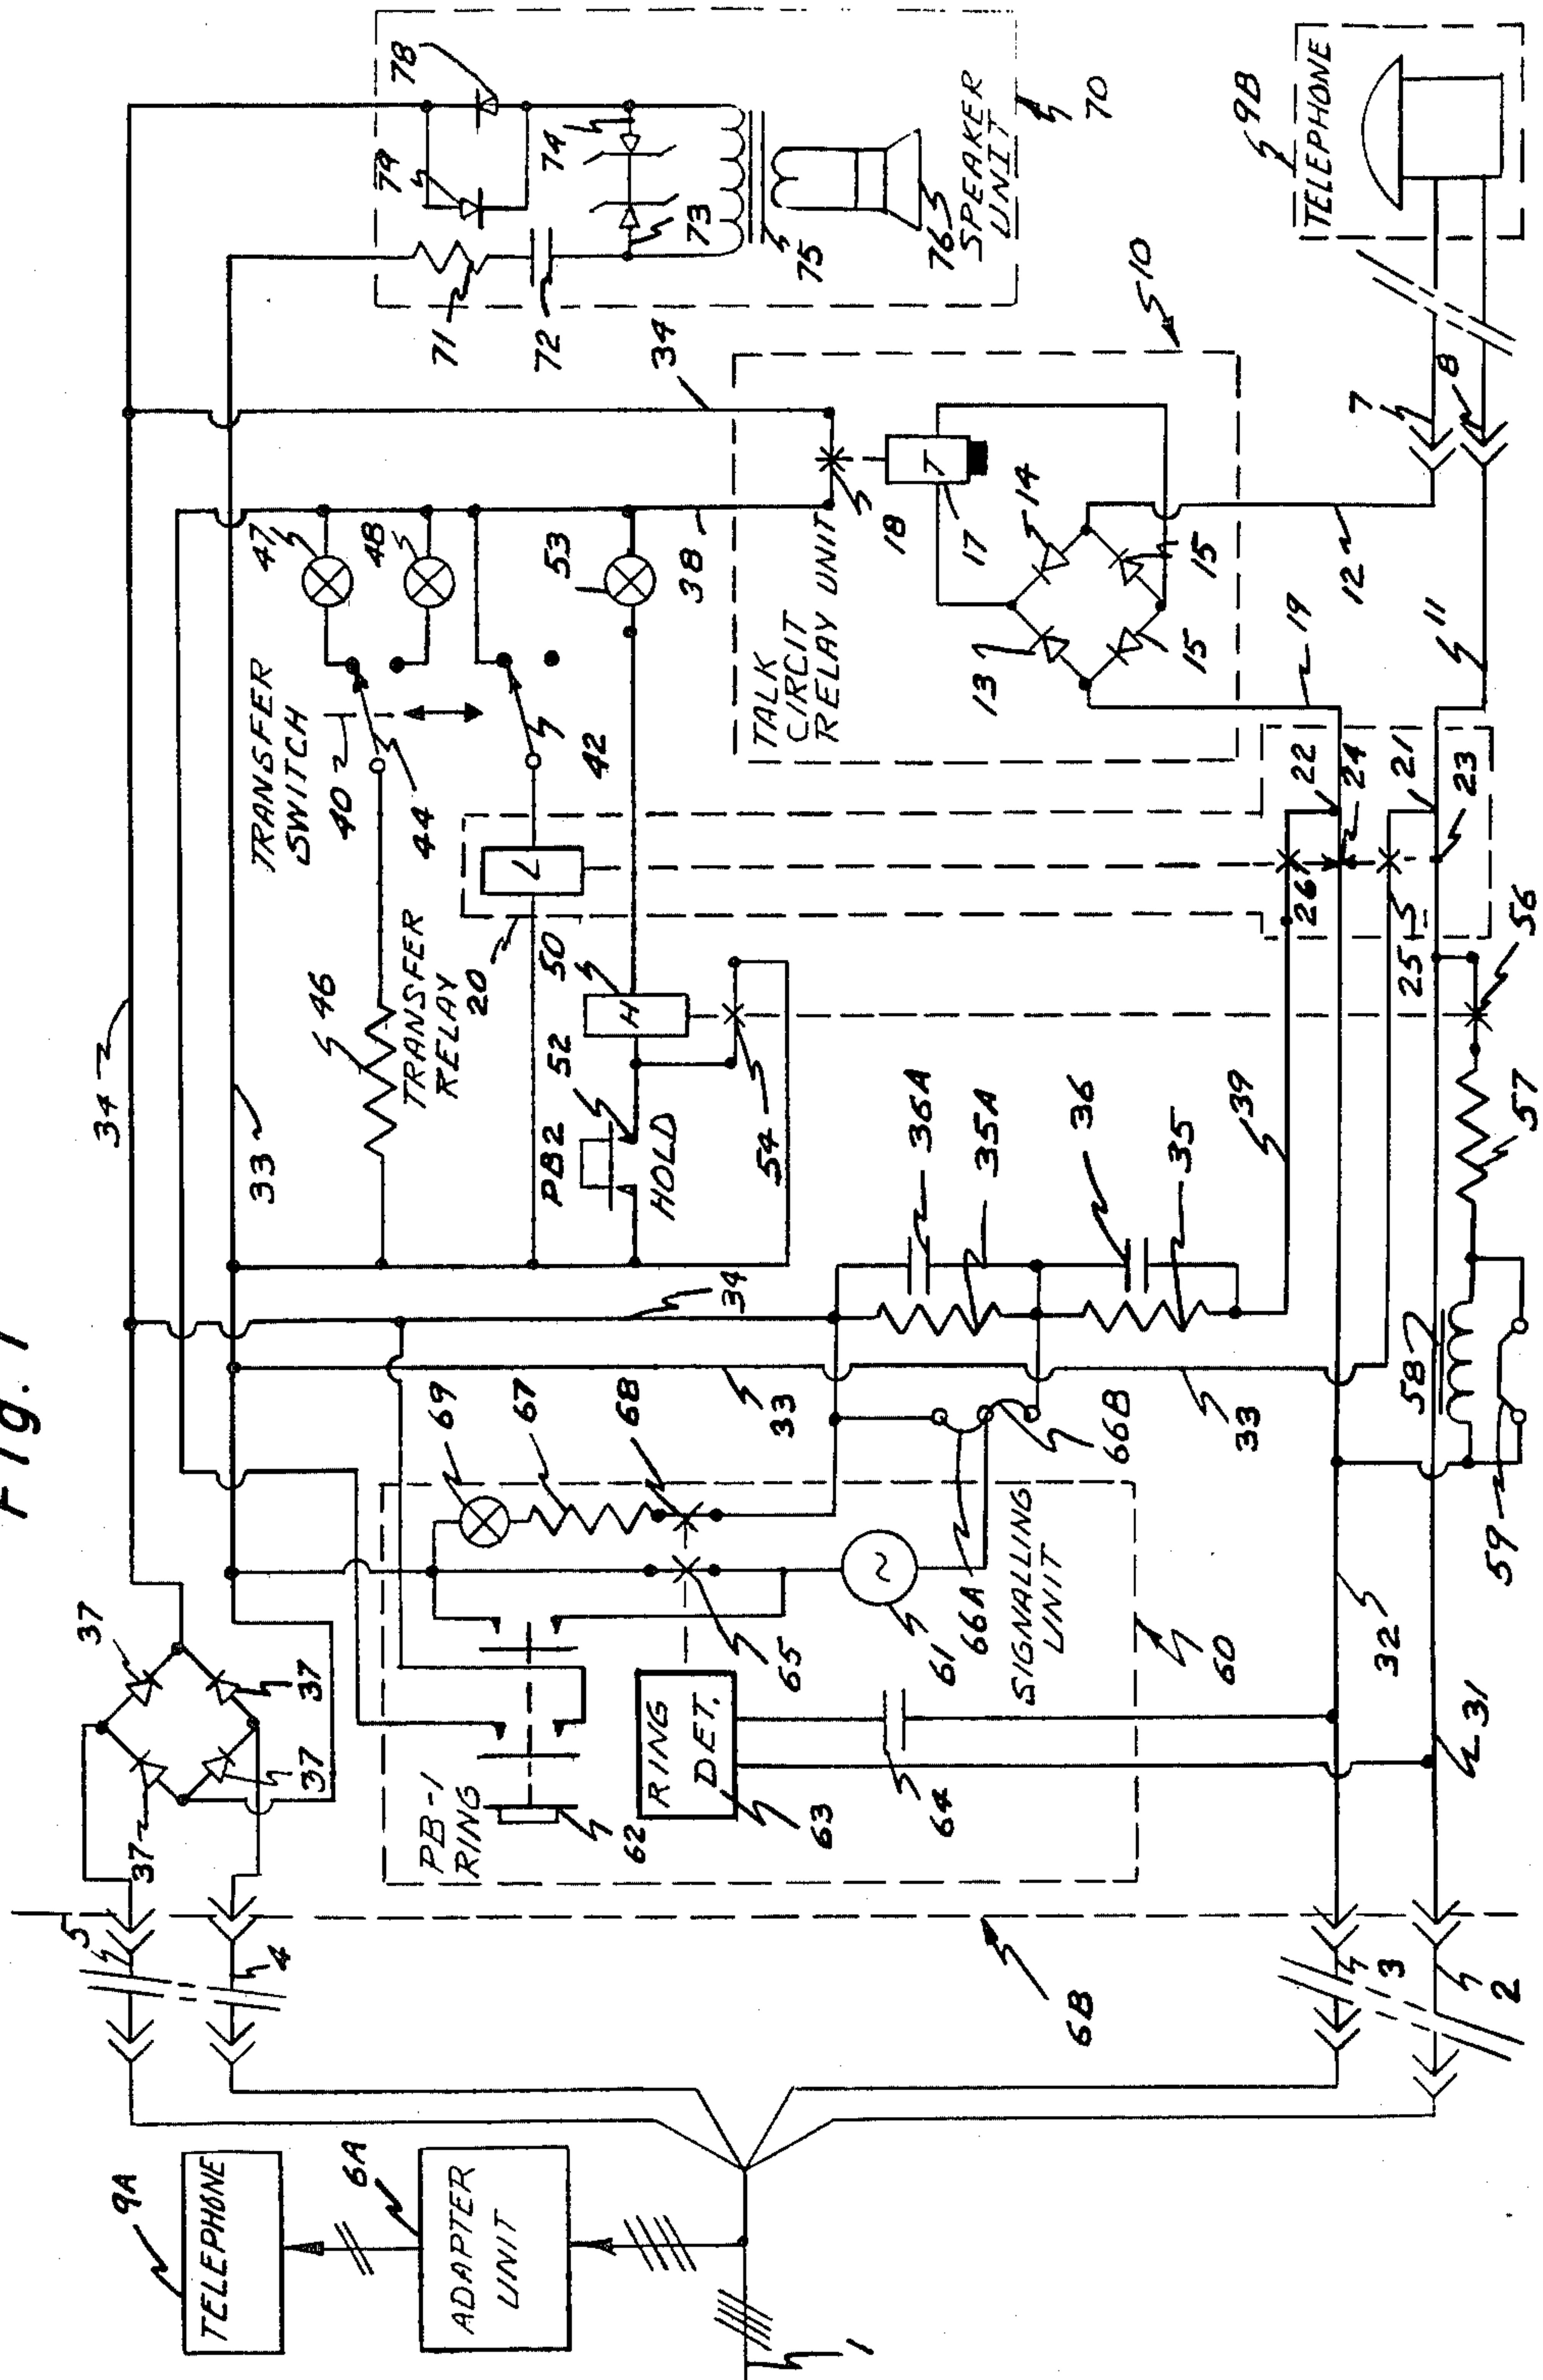 Fig. 1
34
33
TRANSFER
SWITCH
40
44
47
48
53
38
42
46
TRANSFER
RELAY
20
50
52
PB2
HOLD
54
L
H
79
78
74
73
71
72
75
76
SPEAKER
UNIT
70
34
TALK
CIRCIT
RELAY UNIT
10
18
T
17
14
13
15
15
12
19
11
7
8
9B
TELEPHONE
22
24
21
23
26
25
56
57
58
59
36A
35A
36
35
39
34
33
33
69
67
68
66B
66A
61
65
SIGNALLING
UNIT
60
PB-1
RING
62
RING
DET.
63
64
32
31
37
37
37
37
5
4
3
2
6B
9A
TELEPHONE
6A
ADAPTER
UNIT
1